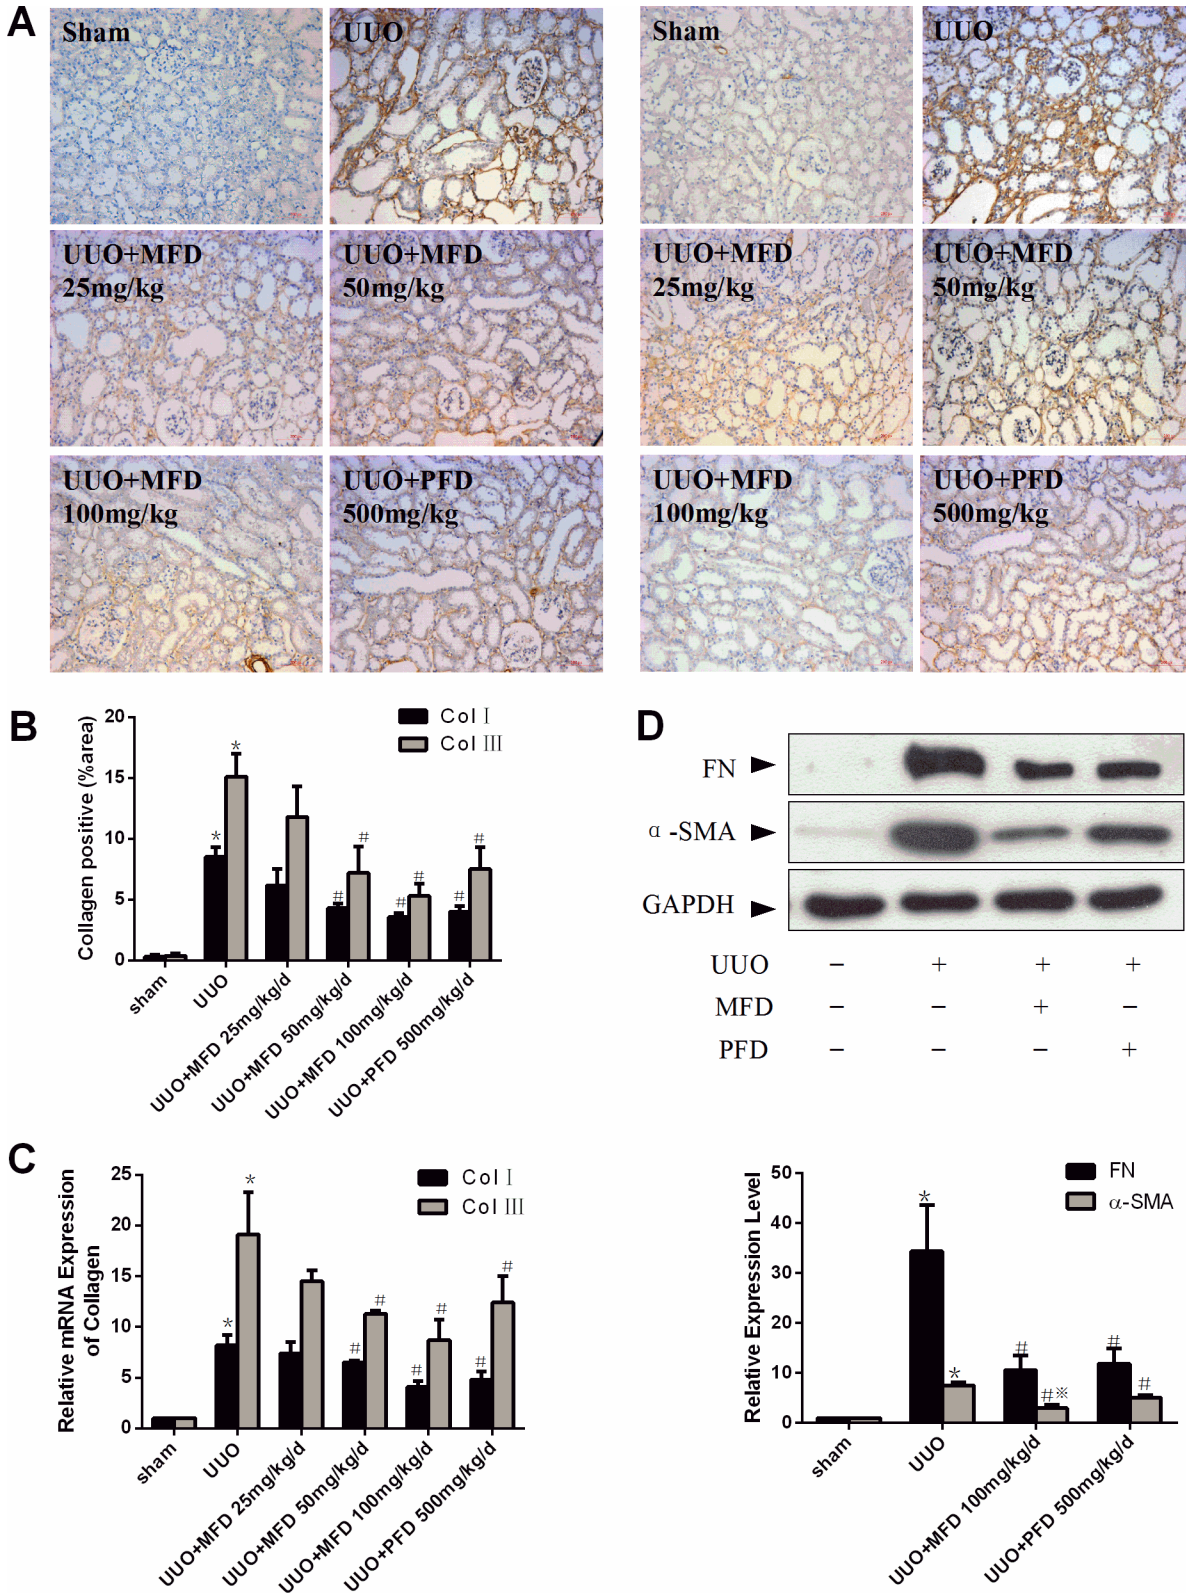 A
Sham
UUO
UUO+MFD
25mg/kg
UUO+MFD
50mg/kg
UUO+MFD
100mg/kg
UUO+PFD
500mg/kg
Sham
UUO
UUO+MFD
25mg/kg
UUO+MFD
50mg/kg
UUO+MFD
100mg/kg
UUO+PFD
500mg/kg
B
Collagen positive (%area)
20
15
10
5
0
Col Ⅰ
Col Ⅲ
* *
# # # # # #
sham
UUO
UUO+MFD 25mg/kg/d
UUO+MFD 50mg/kg/d
UUO+MFD 100mg/kg/d
UUO+PFD 500mg/kg/d
D
FN
α-SMA
GAPDH
UUO − + + +
MFD − − + −
PFD − − − +
C
Relative mRNA Expression
of Collagen
25
20
15
10
5
0
Col Ⅰ
Col Ⅲ
* *
# # # # # #
sham
UUO
UUO+MFD 25mg/kg/d
UUO+MFD 50mg/kg/d
UUO+MFD 100mg/kg/d
UUO+PFD 500mg/kg/d
Relative Expression Level
50
40
30
20
10
0
FN
α-SMA
* *
# #※ # #
sham
UUO
UUO+MFD 100mg/kg/d
UUO+PFD 500mg/kg/d